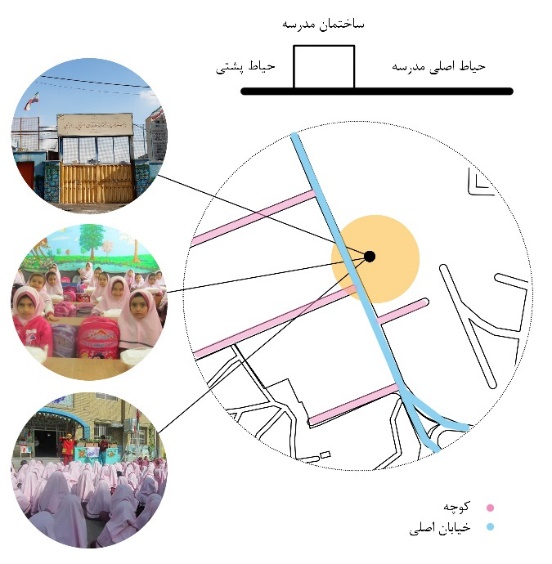 ساختمان مدرسه
حیاط اصلی مدرسه
حیاط پشتی
کوچه
خیابان اصلی